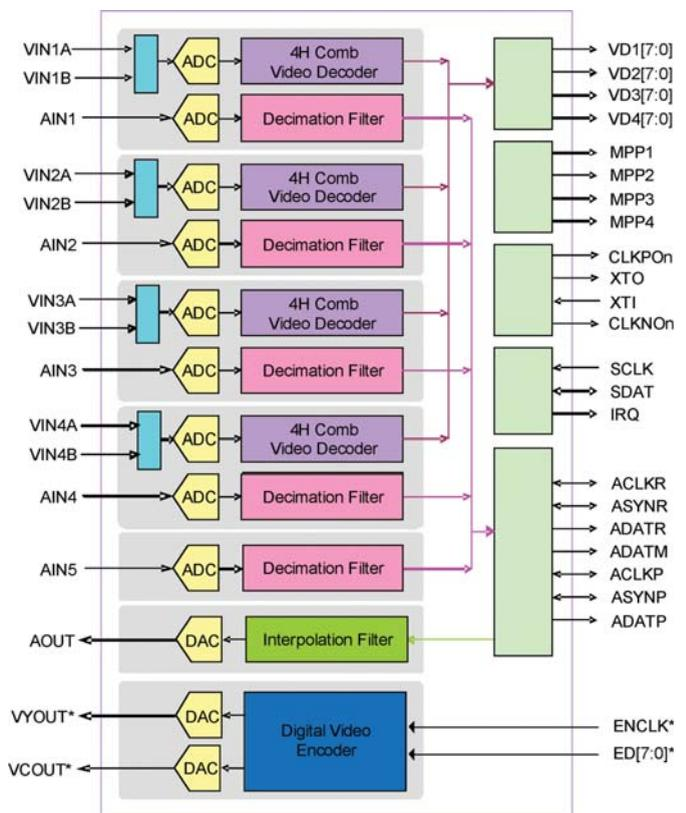 VIN1A
VIN1B
ADC
4H Comb
Video Decoder
AIN1
ADC
Decimation Filter
VIN2A
VIN2B
ADC
4H Comb
Video Decoder
AIN2
ADC
Decimation Filter
VIN3A
VIN3B
ADC
4H Comb
Video Decoder
AIN3
ADC
Decimation Filter
VIN4A
VIN4B
ADC
4H Comb
Video Decoder
AIN4
ADC
Decimation Filter
AIN5
ADC
Decimation Filter
AOUT
DAC
Interpolation Filter
VYOUT*
DAC
VCOUT*
DAC
Digital Video
Encoder
VD1[7:0]
VD2[7:0]
VD3[7:0]
VD4[7:0]
MPP1
MPP2
MPP3
MPP4
CLKPOn
XTO
XTI
CLKNOn
SCLK
SDAT
IRQ
ACLKR
ASYNR
ADATR
ADATM
ACLKP
ASYNP
ADATP
ENCLK*
ED[7:0]*